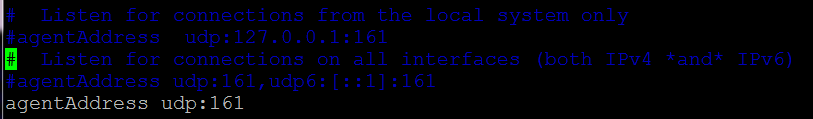 #  Listen for connections from the local system only
#agentAddress  udp:127.0.0.1:161
#  Listen for connections on all interfaces (both IPv4 *and* IPv6)
#agentAddress udp:161,udp6:[::1]:161
agentAddress udp:161